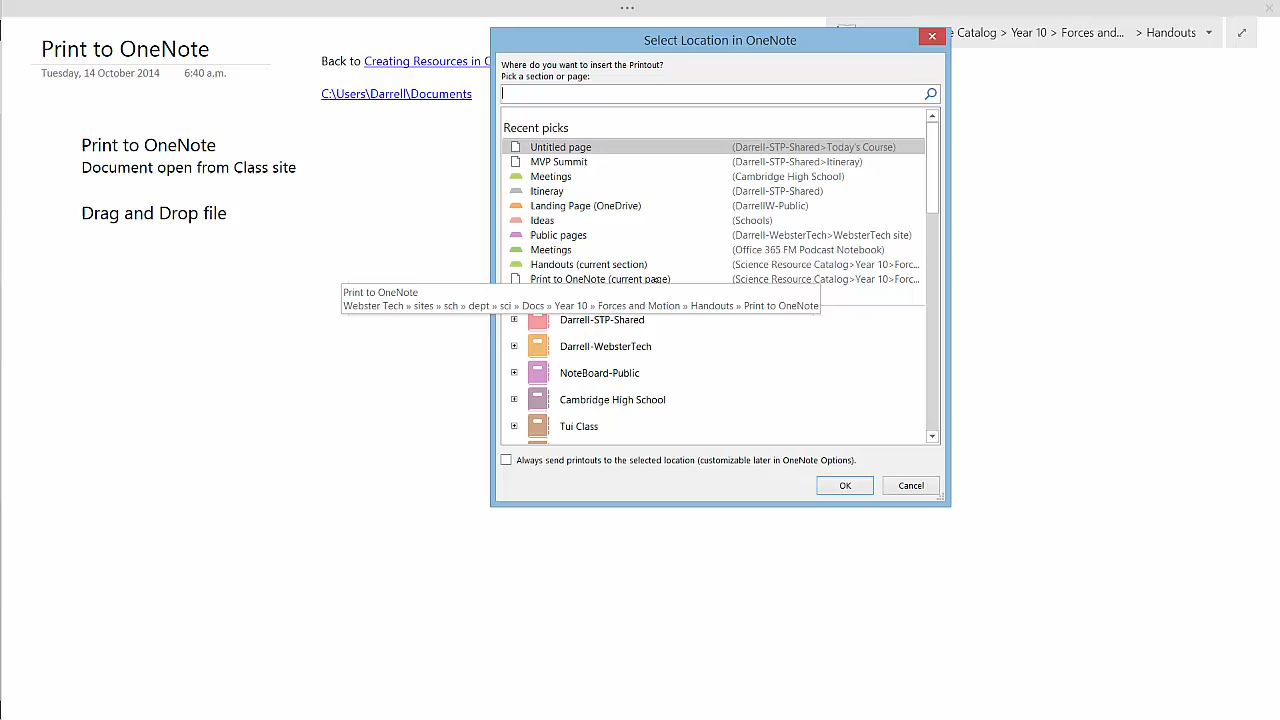 Print to OneNote
Tuesday, 14 October 2014 6:40 a.m.
Back to Creating Resources in O
C:\Users\Darrell\Documents
Print to OneNote
Document open from Class site
Drag and Drop file
Catalog > Year 10 > Forces and... > Handouts
Select Location in OneNote
Where do you want to insert the Printout?
Pick a section or page:
Recent picks
Untitled page (Darrell-STP-Shared>Today's Course)
MVP Summit (Darrell-STP-Shared>Itineray)
Meetings (Cambridge High School)
Itineray (Darrell-STP-Shared)
Landing Page (OneDrive) (DarrellW-Public)
Ideas (Schools)
Public pages (Darrell-WebsterTech>WebsterTech site)
Meetings (Office 365 FM Podcast Notebook)
Handouts (current section) (Science Resource Catalog>Year 10>Forc...
Print to OneNote (current page) (Science Resource Catalog>Year 10>Forc...
Print to OneNote
Webster Tech » sites » sch » dept » sci » Docs » Year 10 » Forces and Motion » Handouts » Print to OneNote
Darrell-STP-Shared
Darrell-WebsterTech
NoteBoard-Public
Cambridge High School
Tui Class
Always send printouts to the selected location (customizable later in OneNote Options).
OK Cancel